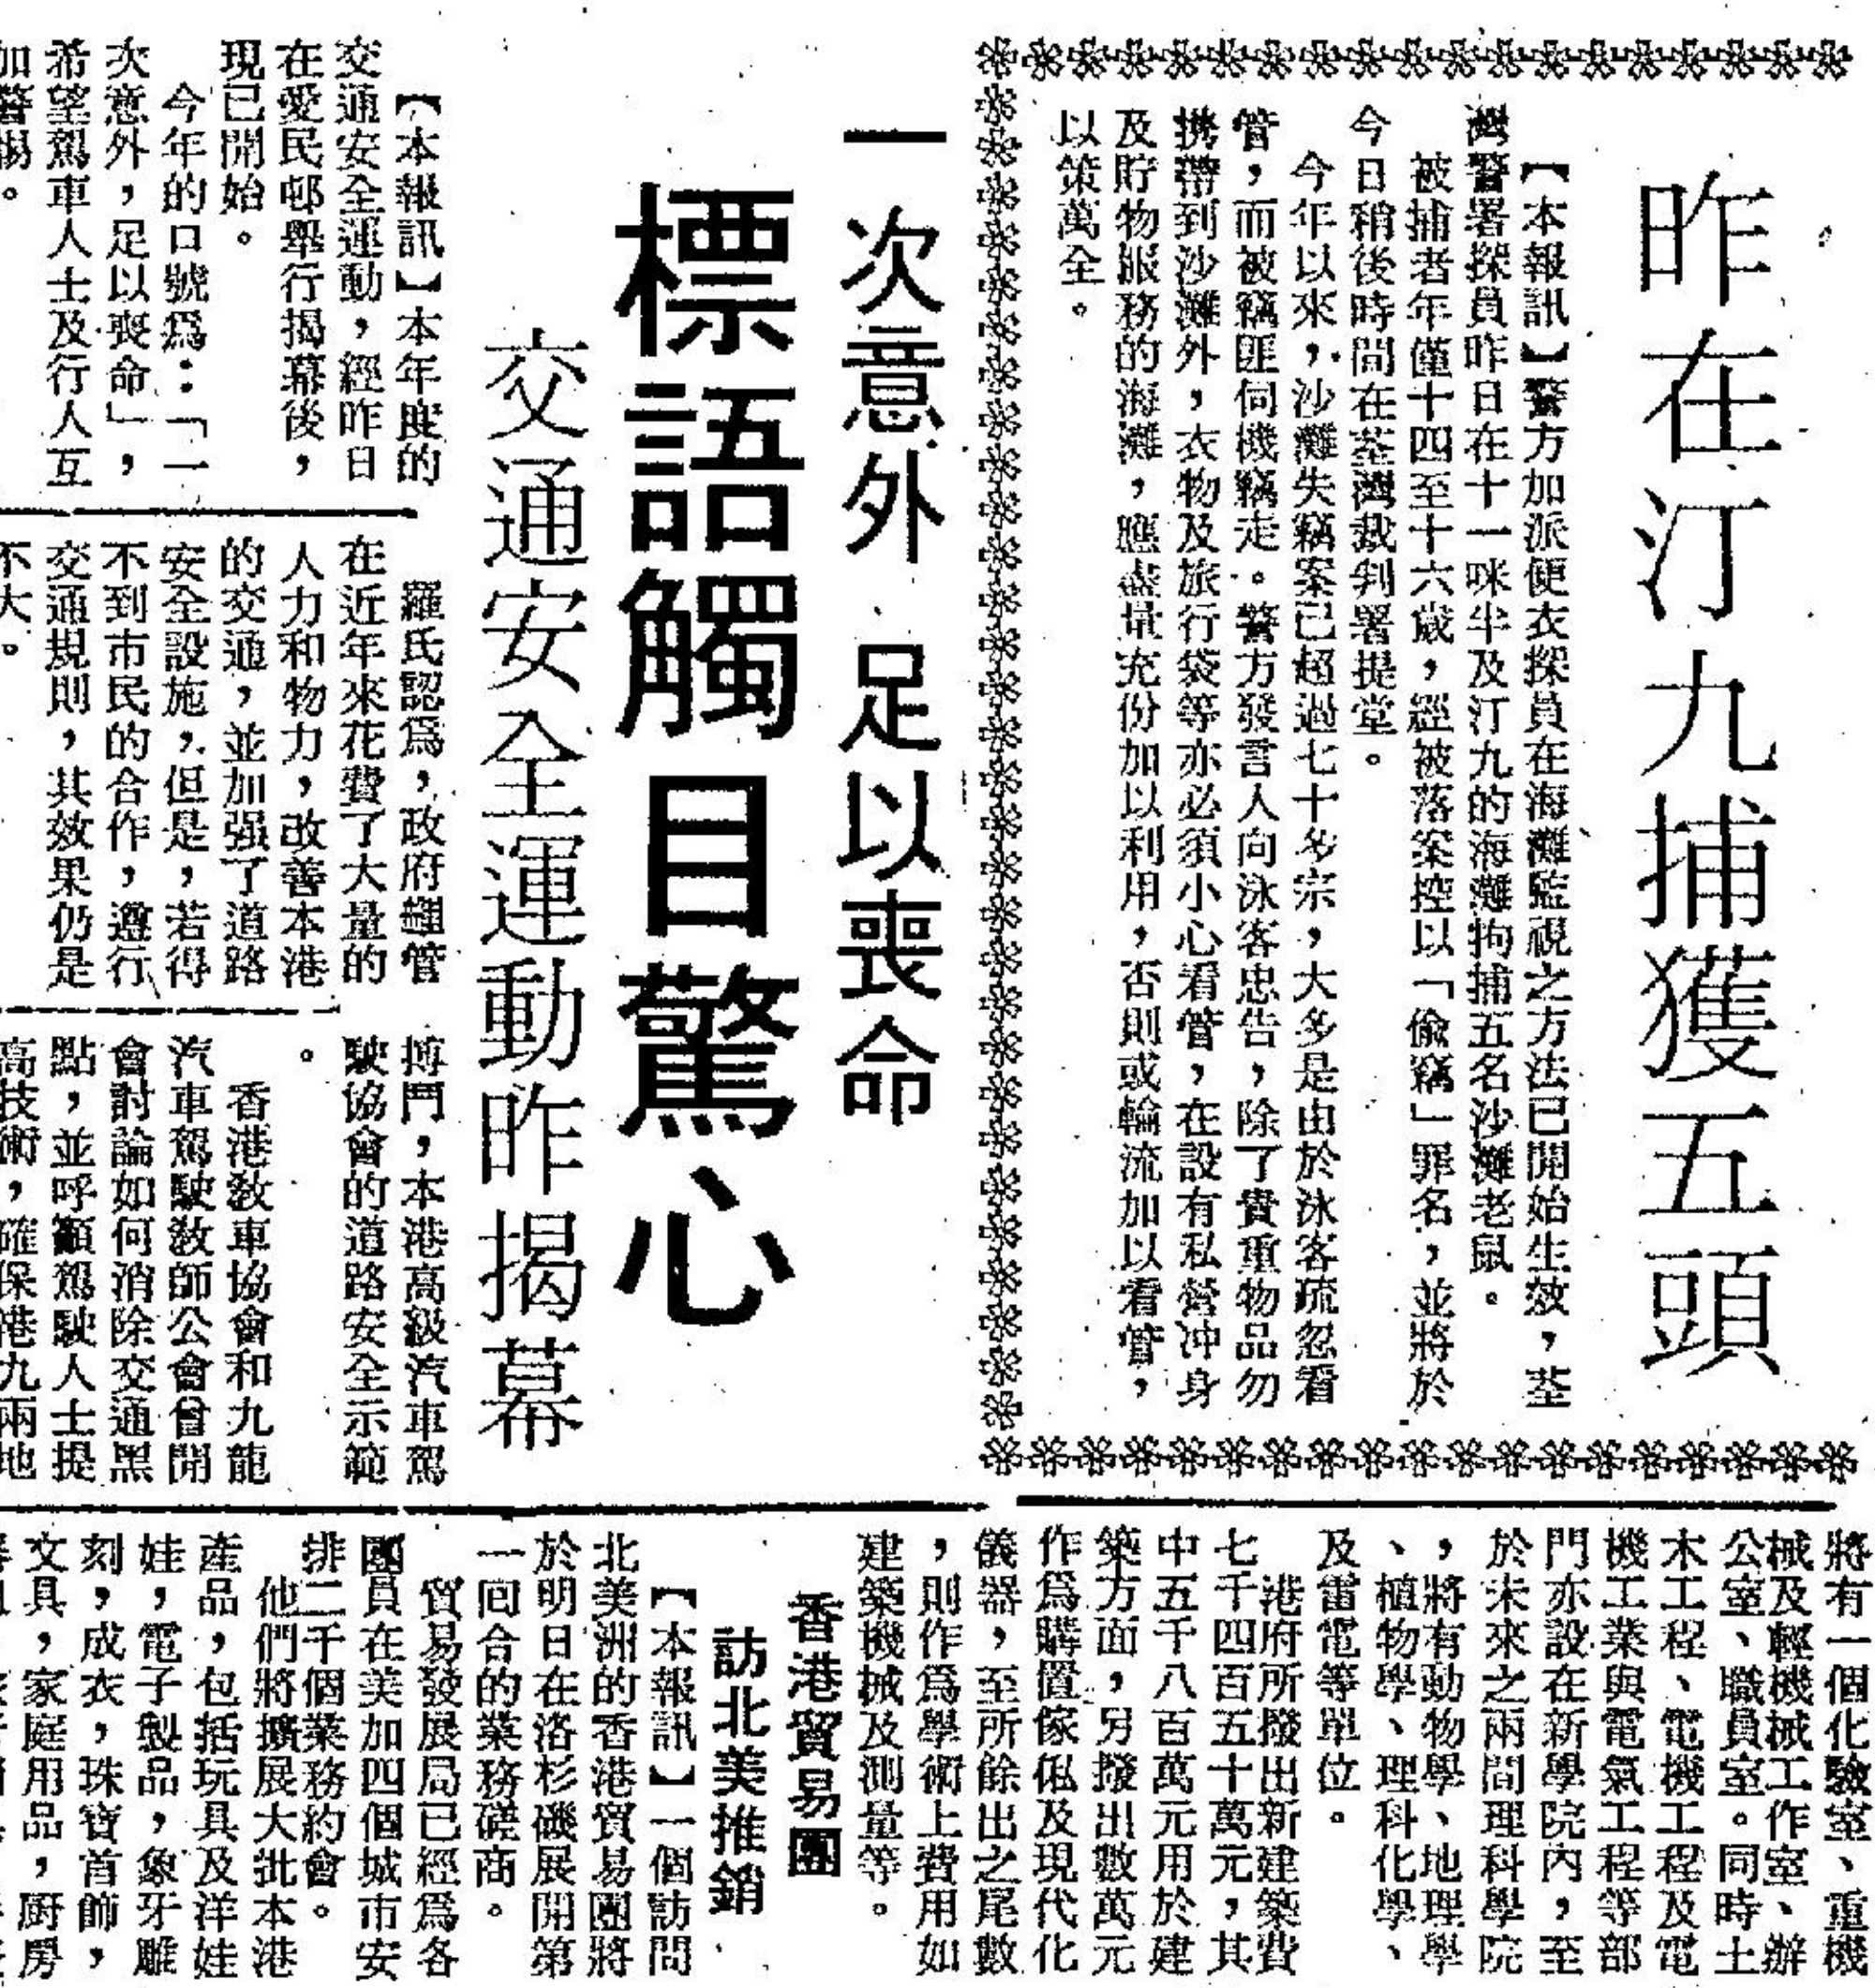 昨在汀九捕獲五頭
【本報訊】警方加派便衣探員在海灘監視之方法已開始生效，荃
灣警署探員昨日在十一咪半及汀九的海灘拘捕五名沙灘老鼠。
被捕者年僅十四至十六歲，經被落案控以「偷竊」罪名，並將於
今日稍後時間在荃灣裁判署提堂。
今年以來，沙灘失竊案已超過七十多宗，大多是由於泳客疏忽看
管，而被竊匪伺機竊走。警方發言人向泳客忠告，除了貴重物品勿
携帶到沙灘外，衣物及旅行袋等亦必須小心看管，在設有私營冲身
及貯物服務的海灘，應盡量充份加以利用，否則或輪流加以看管，
以策萬全。
一次意外 足以喪命
標語觸目驚心
交通安全運動昨揭幕
【本報訊】本年度的
交通安全運動，經昨日
在愛民邨舉行揭幕後，
現已開始。
今年的口號爲：「一
次意外，足以喪命」，
希望駕車人士及行人互
加警惕。
羅氏認爲，政府雖管
在近年來花費了大量的
人力和物力，改善本港
的交通，並加强了道路
安全設施，但是，若得
不到市民的合作，遵行
交通規則，其效果仍是
不大。
搏鬥，本港高級汽車駕
駛協會的道路安全示範
。
香港敎車協會和九龍
汽車駕駛敎師公會曾開
會討論如何消除交通黑
點，並呼籲駕駛人士提
高技術，確保港九兩地
將有一個化驗室、重機
械及輕機械工作室、辦
公室、職員室。同時土
木工程、電機工程及電
機工業與電氣工程等部
門亦設在新學院內，至
於未來之兩間理科學院
，將有動物學、地理學
、植物學、理科化學、
及雷電等單位。
港府所撥出新建築費
七千四百五十萬元，其
中五千八百萬元用於建
築方面，另撥出數萬元
作爲購置傢俬及現代化
儀器，至所餘出之尾數
，則作爲學術上費用如
建築機械及測量等。
香港貿易團
訪北美推銷
【本報訊】一個訪問
北美洲的香港貿易團將
於明日在洛杉磯展開第
一回合的業務磋商。
貿易發展局已經爲各
團員在美加四個城市安
排二千個業務約會。
他們將擴展大批本港
產品，包括玩具及洋娃
娃，電子製品，象牙雕
刻，成衣，珠寶首飾，
文具，家庭用品，厨房